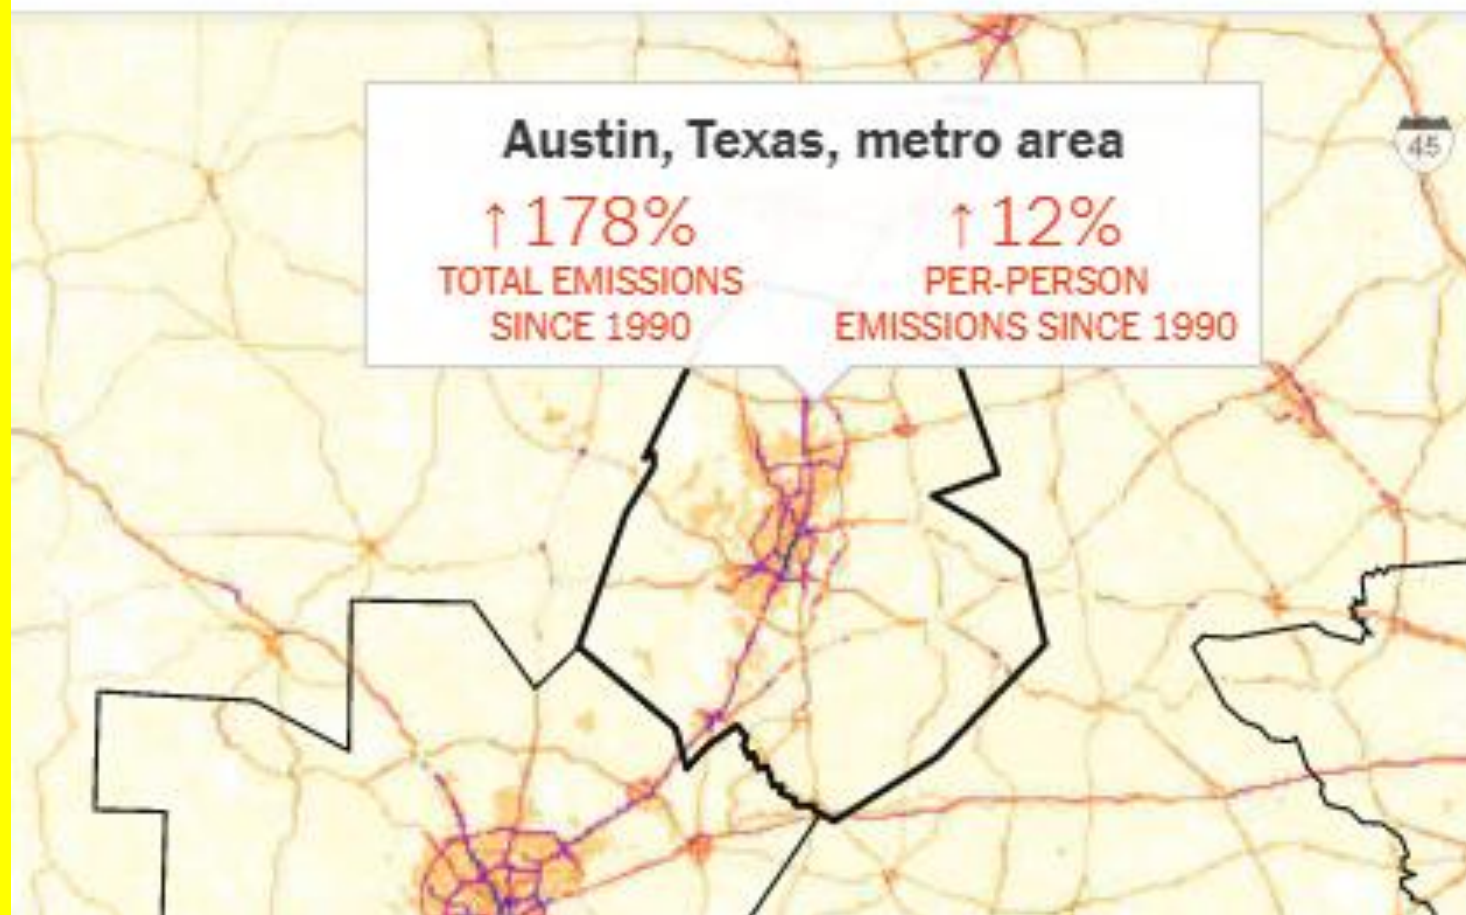 Austin, Texas, metro area
↑178%
TOTAL EMISSIONS
SINCE 1990
↑12%
PER-PERSON
EMISSIONS SINCE 1990
45